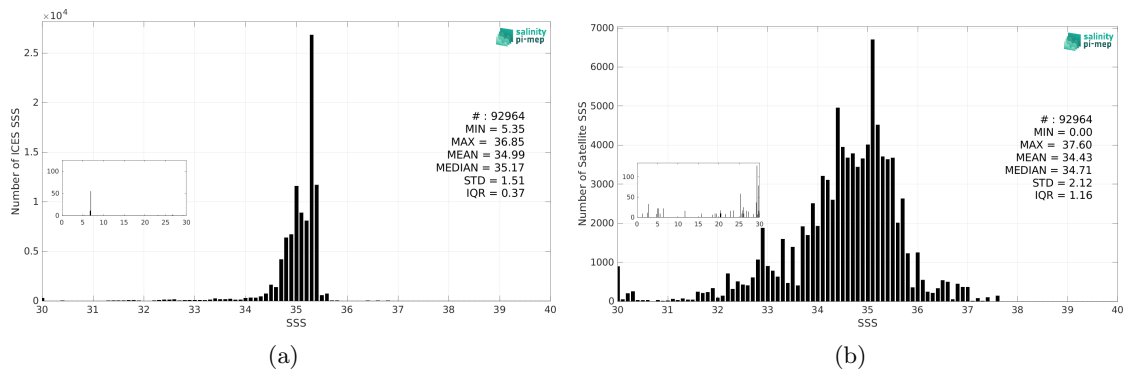 ×10⁴
2.5
2
1.5
1
0.5
0
Number of ICES SSS
salinity
pi-mep
# : 92964
MIN = 5.35
MAX = 36.85
MEAN = 34.99
MEDIAN = 35.17
STD = 1.51
IQR = 0.37
100
50
0
0 5 10 15 20 25 30
30 31 32 33 34 35 36 37 38 39 40
SSS
(a)
7000
6000
5000
4000
3000
2000
1000
0
Number of Satellite SSS
salinity
pi-mep
# : 92964
MIN = 0.00
MAX = 37.60
MEAN = 34.43
MEDIAN = 34.71
STD = 2.12
IQR = 1.16
100
50
0
0 5 10 15 20 25 30
30 31 32 33 34 35 36 37 38 39 40
SSS
(b)